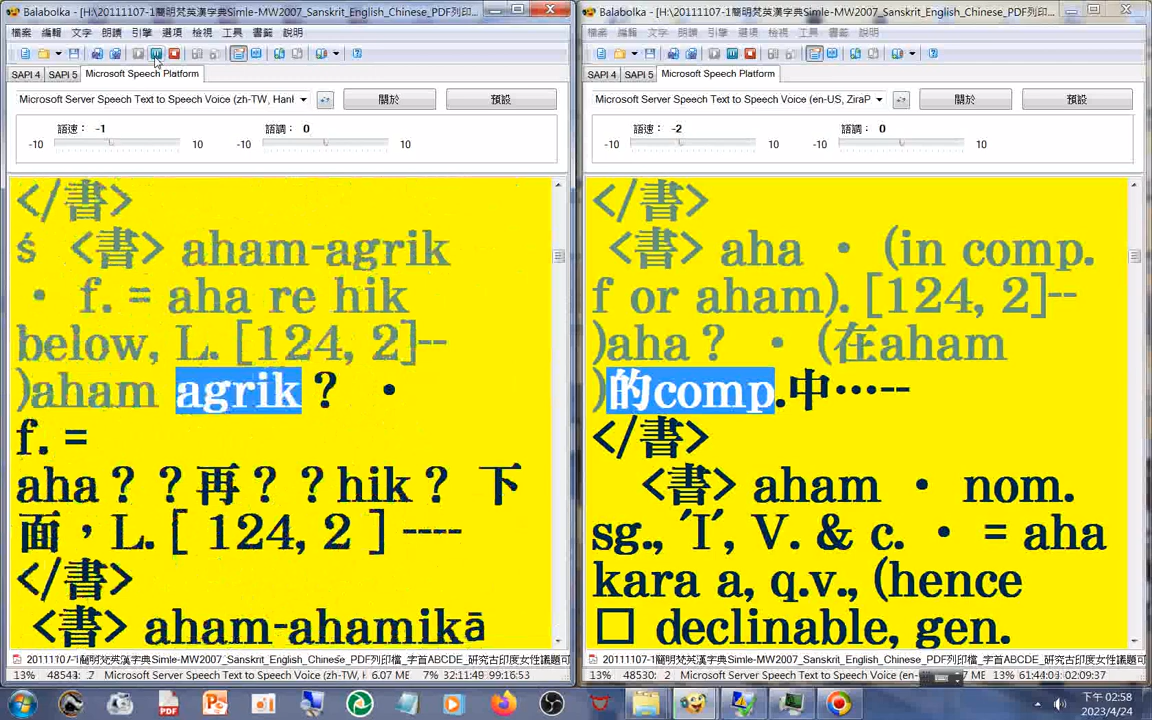 Balabolka - [H:\20111107-1簡明梵英漢字典Simle-MW2007_Sanskrit_English_Chinese_PDF列印...
檔案 編輯 文字 朗讀 引擎 選項 檢視 工具 書籤 說明
SAPI 4 SAPI 5 Microsoft Speech Platform
Microsoft Server Speech Text to Speech Voice (zh-TW, Hanl 關於 預設
語速： -1 語調： 0
-10 10 -10 10
</書>
ś <書> aham-agrik
• f. = aha re hik
below, L. [124, 2]--
)aham agrik？ •
f. =
aha？？再？？hik？ 下
面，L. [ 124, 2 ] ----
</書>
<書> aham-ahamikā
20111107-1簡明梵英漢字典Simle-MW2007_Sanskrit_English_Chinese_PDF列印檔_字首ABCDE_研究古印度女性議題可
13% 48543: 7 Microsoft Server Speech Text to Speech Voice (zh-TW, H 6.07 ME 7% 32:11:49 99:16:53
Balabolka - [H:\20111107-1簡明梵英漢字典Simle-MW2007_Sanskrit_English_Chinese_PDF列印...
檔案 編輯 文字 朗讀 引擎 選項 檢視 工具 書籤 說明
SAPI 4 SAPI 5 Microsoft Speech Platform
Microsoft Server Speech Text to Speech Voice (en-US, ZiraP 關於 預設
語速： -2 語調： 0
-10 10 -10 10
</書>
<書> aha • (in comp.
f or aham). [124, 2]--
)aha？ • (在aham
)的comp.中…--
</書>
<書> aham • nom.
sg., 'I', V. & c. • = aha
kara a, q.v., (hence
□ declinable, gen.
20111107-1簡明梵英漢字典Simle-MW2007_Sanskrit_English_Chinese_PDF列印檔_字首ABCDE_研究古印度女性議題可
13% 48530: 2 Microsoft Server Speech Text to Speech Voice 7 ME 13% 61:44:03 02:09:37
PDF
下午 02:58
2023/4/24